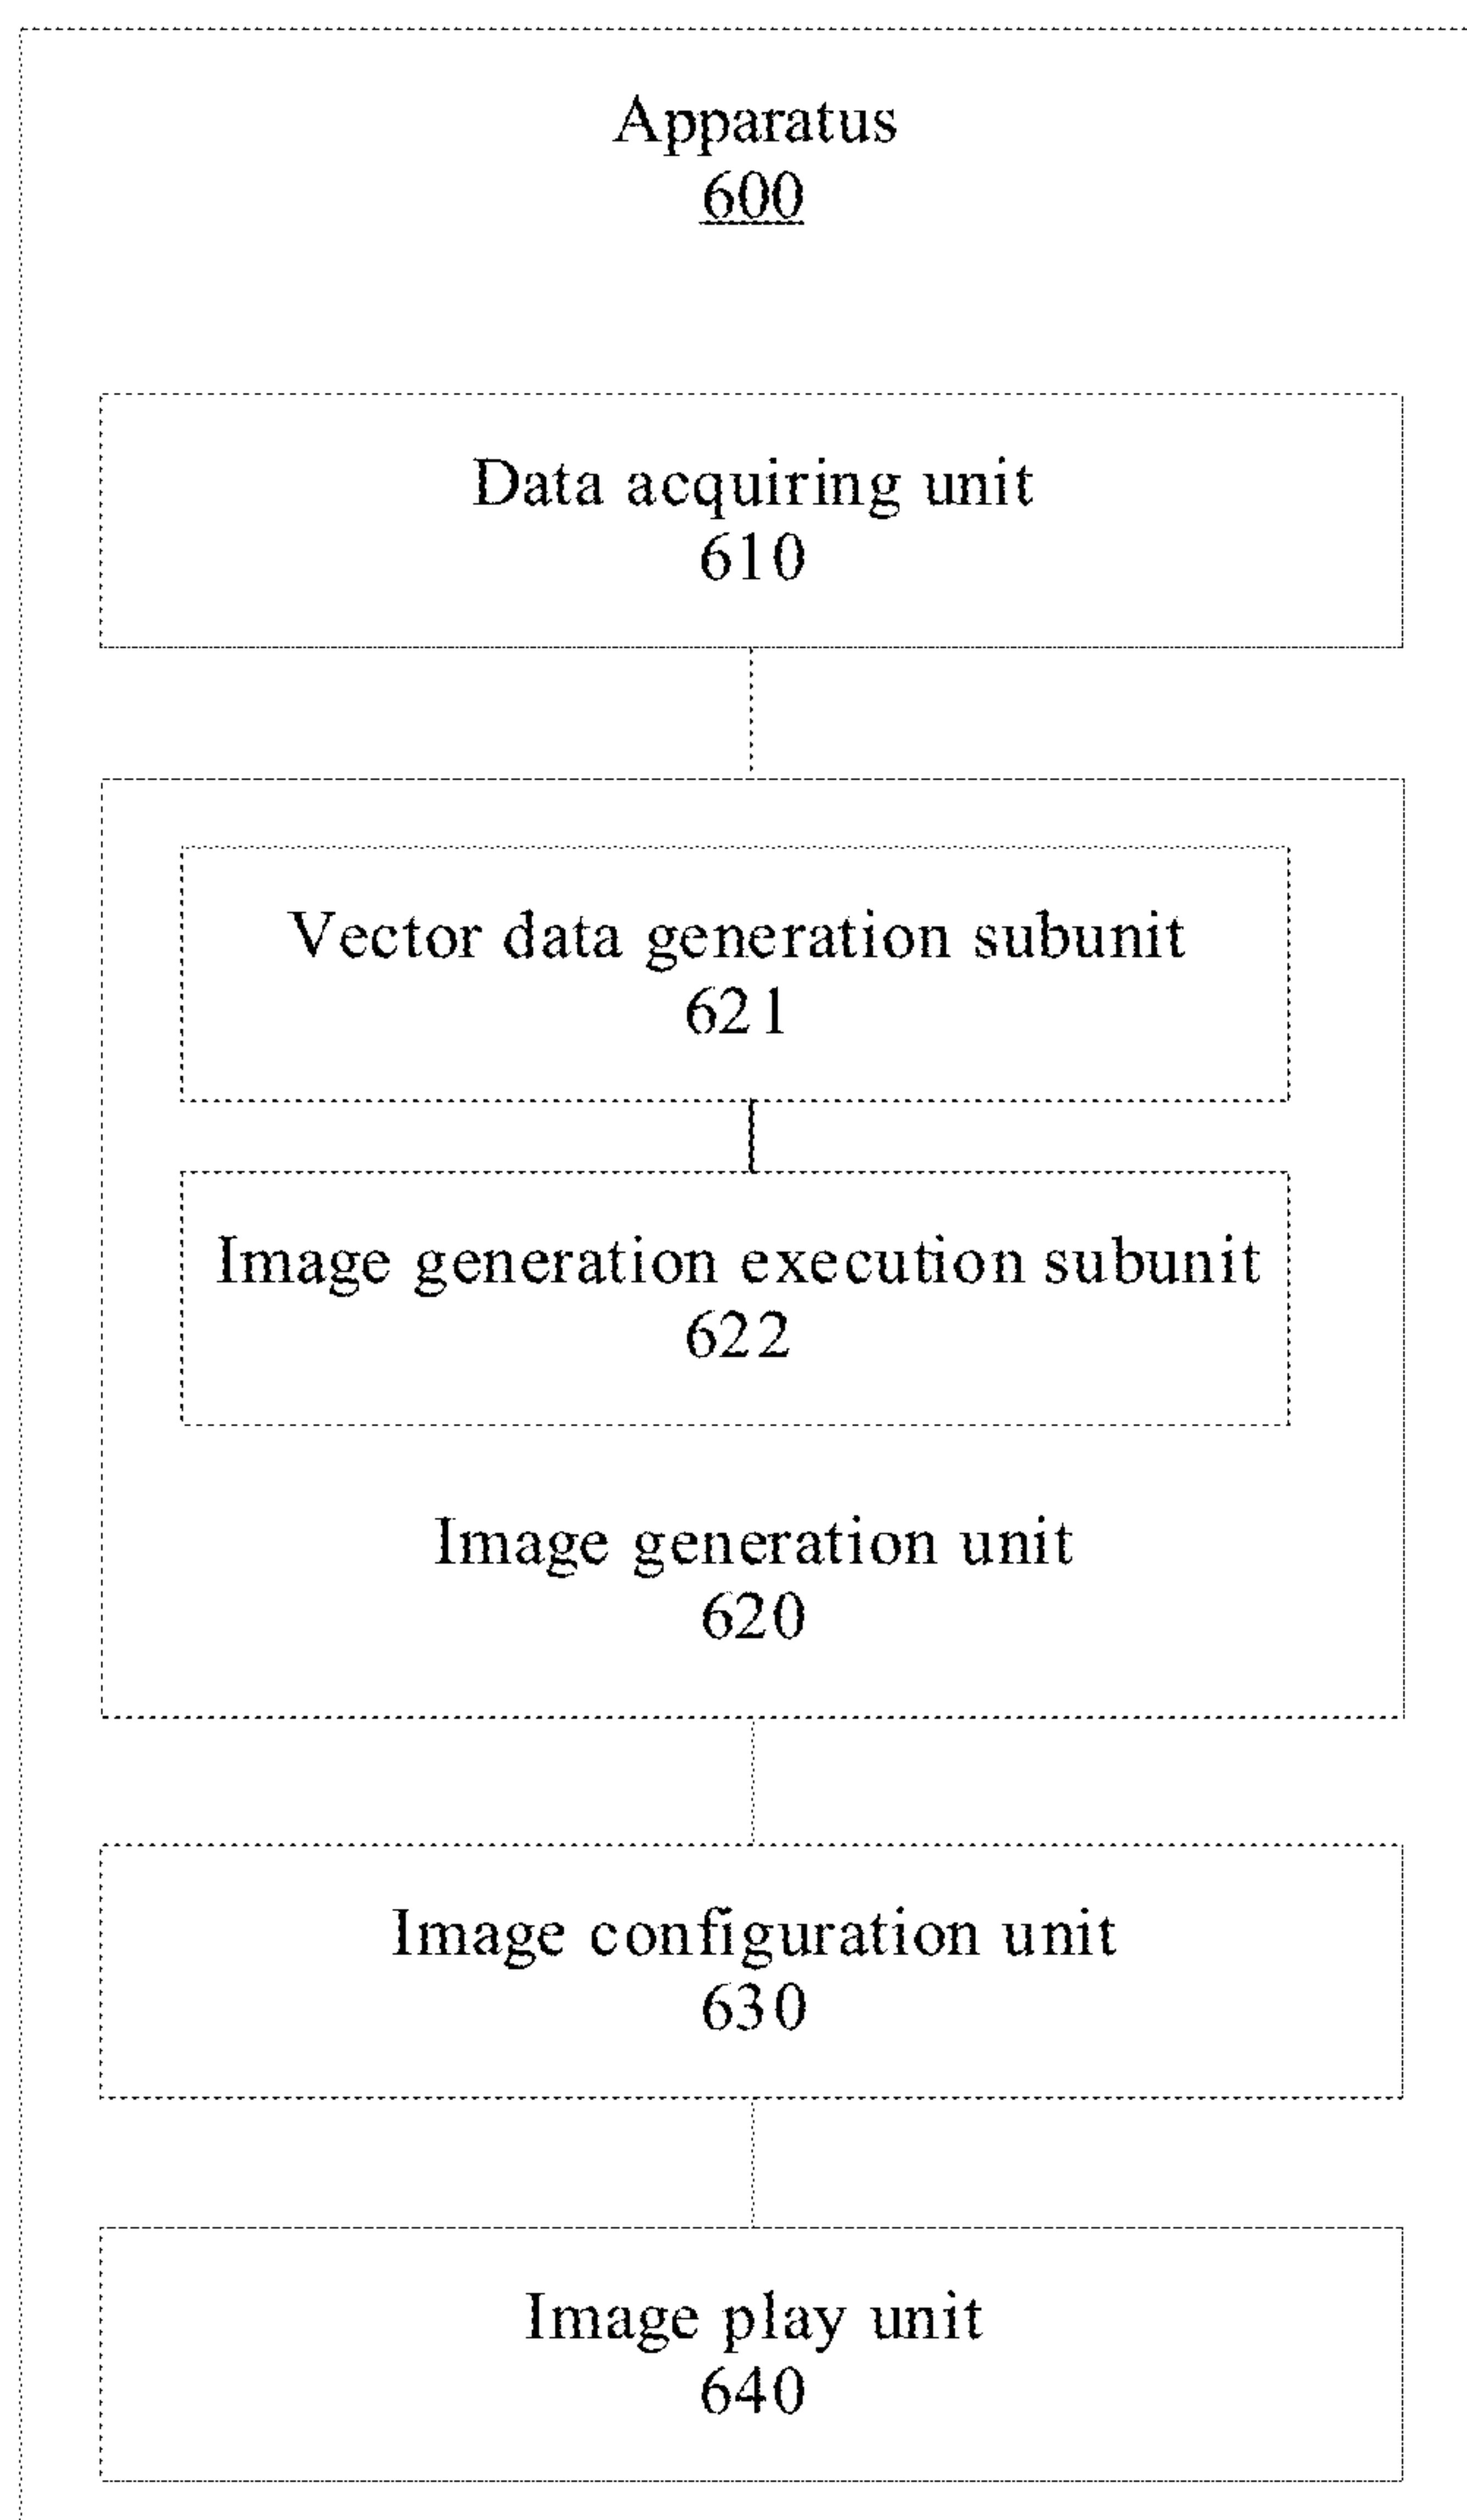 Apparatus
600
Data acquiring unit
610
Vector data generation subunit
621
Image generation execution subunit
622
Image generation unit
620
Image configuration unit
630
Image play unit
640